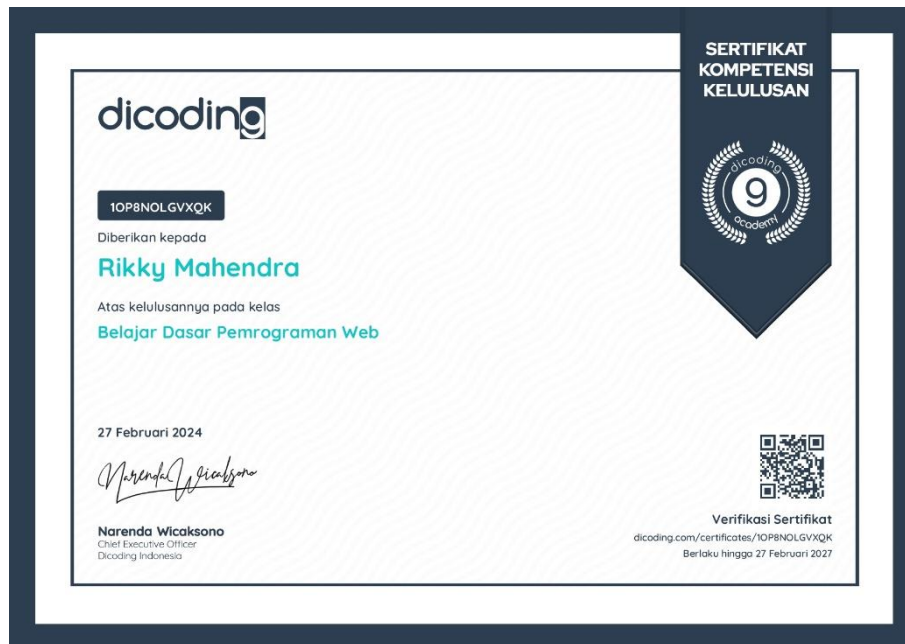 SERTIFIKAT
KOMPETENSI
KELULUSAN
dicoding
dicoding
9
academy
1OP8NOLGVXQK
Diberikan kepada
Rikky Mahendra
Atas kelulusannya pada kelas
Belajar Dasar Pemrograman Web
27 Februari 2024
Narenda Wicaksono
Narenda Wicaksono
Chief Executive Officer
Dicoding Indonesia
Verifikasi Sertifikat
dicoding.com/certificates/1OP8NOLGVXQK
Berlaku hingga 27 Februari 2027